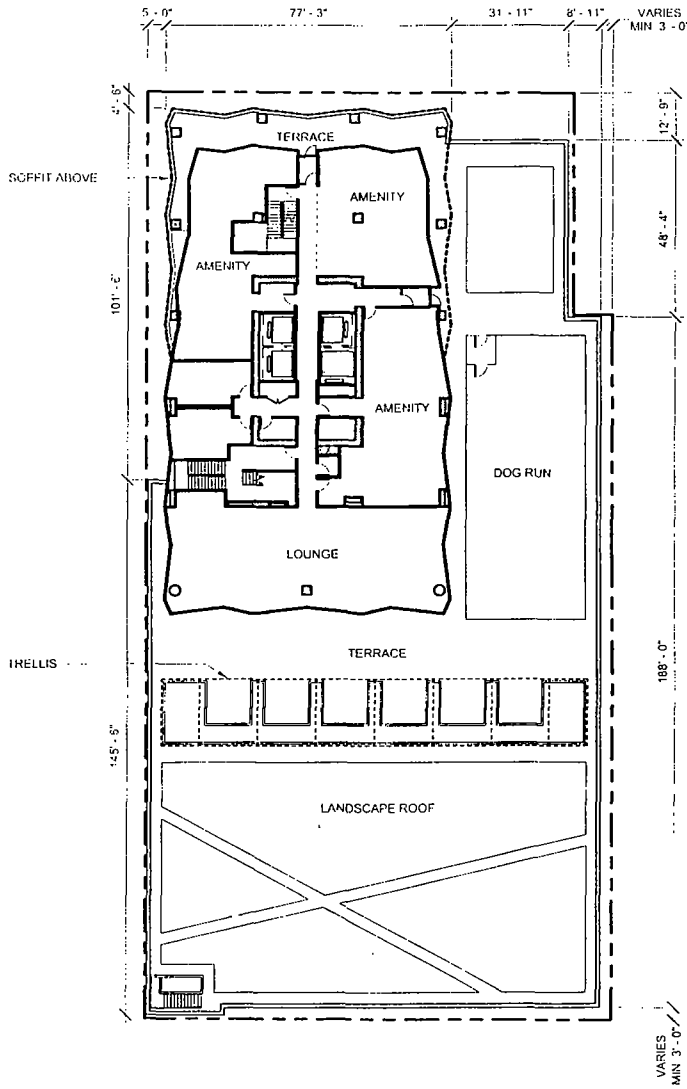 5 - 0"
77' - 3"
31 - 11"
8' - 11"
VARIES
MIN 3 - 0"
4' - 6"
12' - 9"
TERRACE
SOFFIT ABOVE
AMENITY
48' - 4"
AMENITY
101' - 6"
AMENITY
DOG RUN
LOUNGE
TERRACE
TRELLIS
188' - 0"
145' - 6"
LANDSCAPE ROOF
VARIES
MIN 3' - 0"